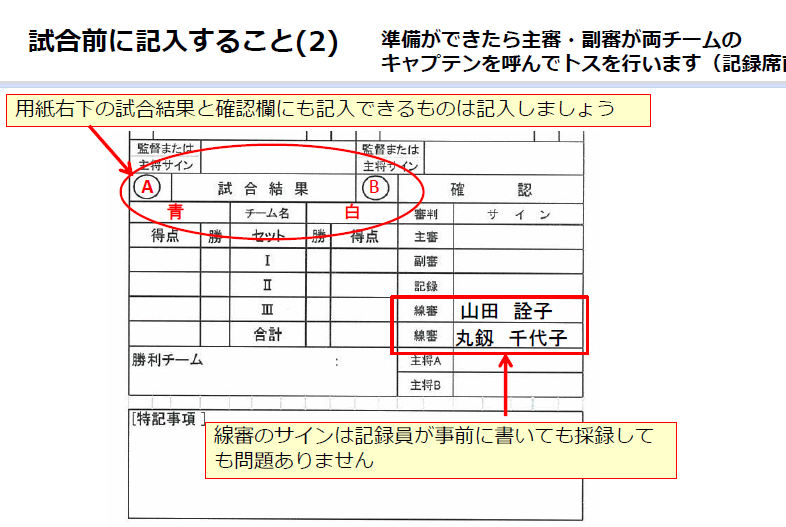 試合前に記入すること(2)
準備ができたら主審・副審が両チームの
キャプテンを呼んでトスを行います（記録席
用紙右下の試合結果と確認欄にも記入できるものは記入しましょう
監督または
主将サイン
監督または
主将サイン
A 試合結果 B 確認
青 チーム名 白 審判 サイン
得点 勝 セット 勝 得点 主審
I 副審
II 記録
III 線審 山田 詮子
合計 線審 丸釼 千代子
勝利チーム : 主将A
主将B
[特記事項]
線審のサインは記録員が事前に書いても採録して
も問題ありません